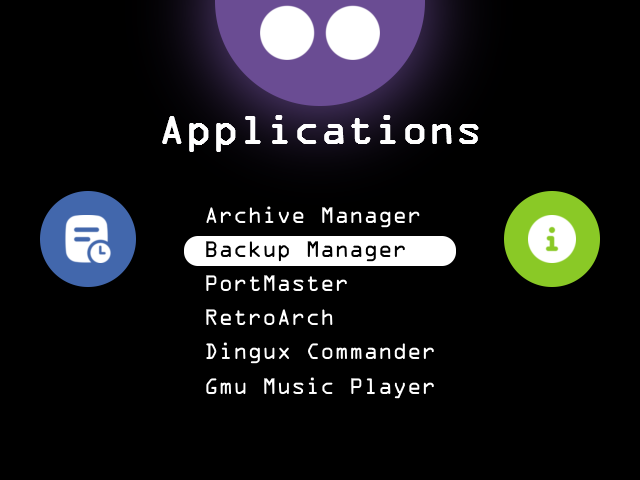 Applications
Archive Manager
Backup Manager
PortMaster
RetroArch
Dingux Commander
Gmu Music Player